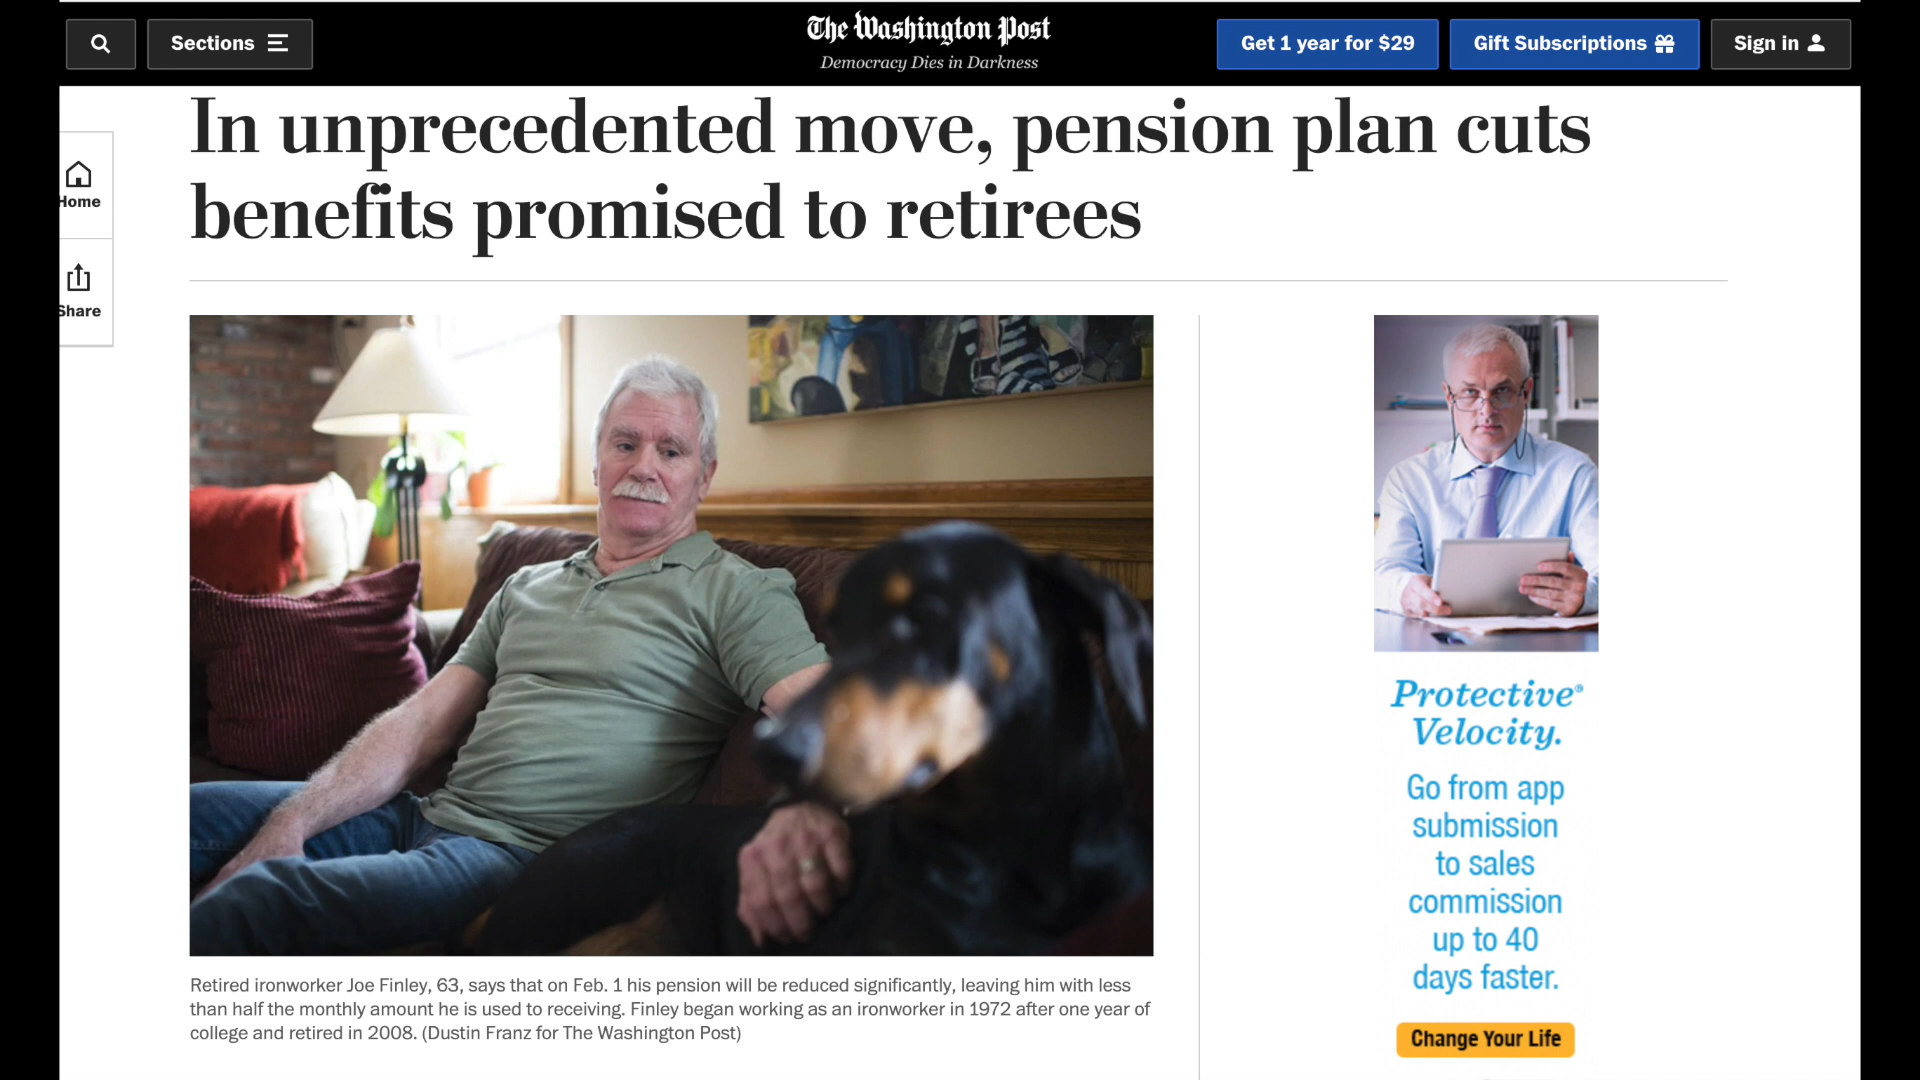 Sections
The Washington Post
Democracy Dies in Darkness
Get 1 year for $29
Gift Subscriptions
Sign in
Home
Share
In unprecedented move, pension plan cuts
benefits promised to retirees
Retired ironworker Joe Finley, 63, says that on Feb. 1 his pension will be reduced significantly, leaving him with less
than half the monthly amount he is used to receiving. Finley began working as an ironworker in 1972 after one year of
college and retired in 2008. (Dustin Franz for The Washington Post)
Protective®
Velocity.
Go from app
submission
to sales
commission
up to 40
days faster.
Change Your Life